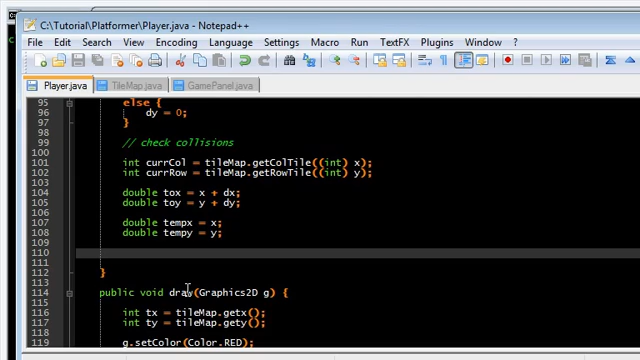 C:\Tutorial\Platformer\Player.java - Notepad++
File Edit Search View Encoding Language Settings Macro Run TextFX Plugins Window ?
Player.java TileMap.java GamePanel.java
95 else {
96 dy = 0;
97 }
98
99 // check collisions
100
101 int currCol = tileMap.getColTile((int) x);
102 int currRow = tileMap.getRowTile((int) y);
103
104 double tox = x + dx;
105 double toy = y + dy;
106
107 double tempx = x;
108 double tempy = y;
109
110
111
112 }
113
114 public void draw(Graphics2D g) {
115
116 int tx = tileMap.getx();
117 int ty = tileMap.gety();
118
119 g.setColor(Color.RED);